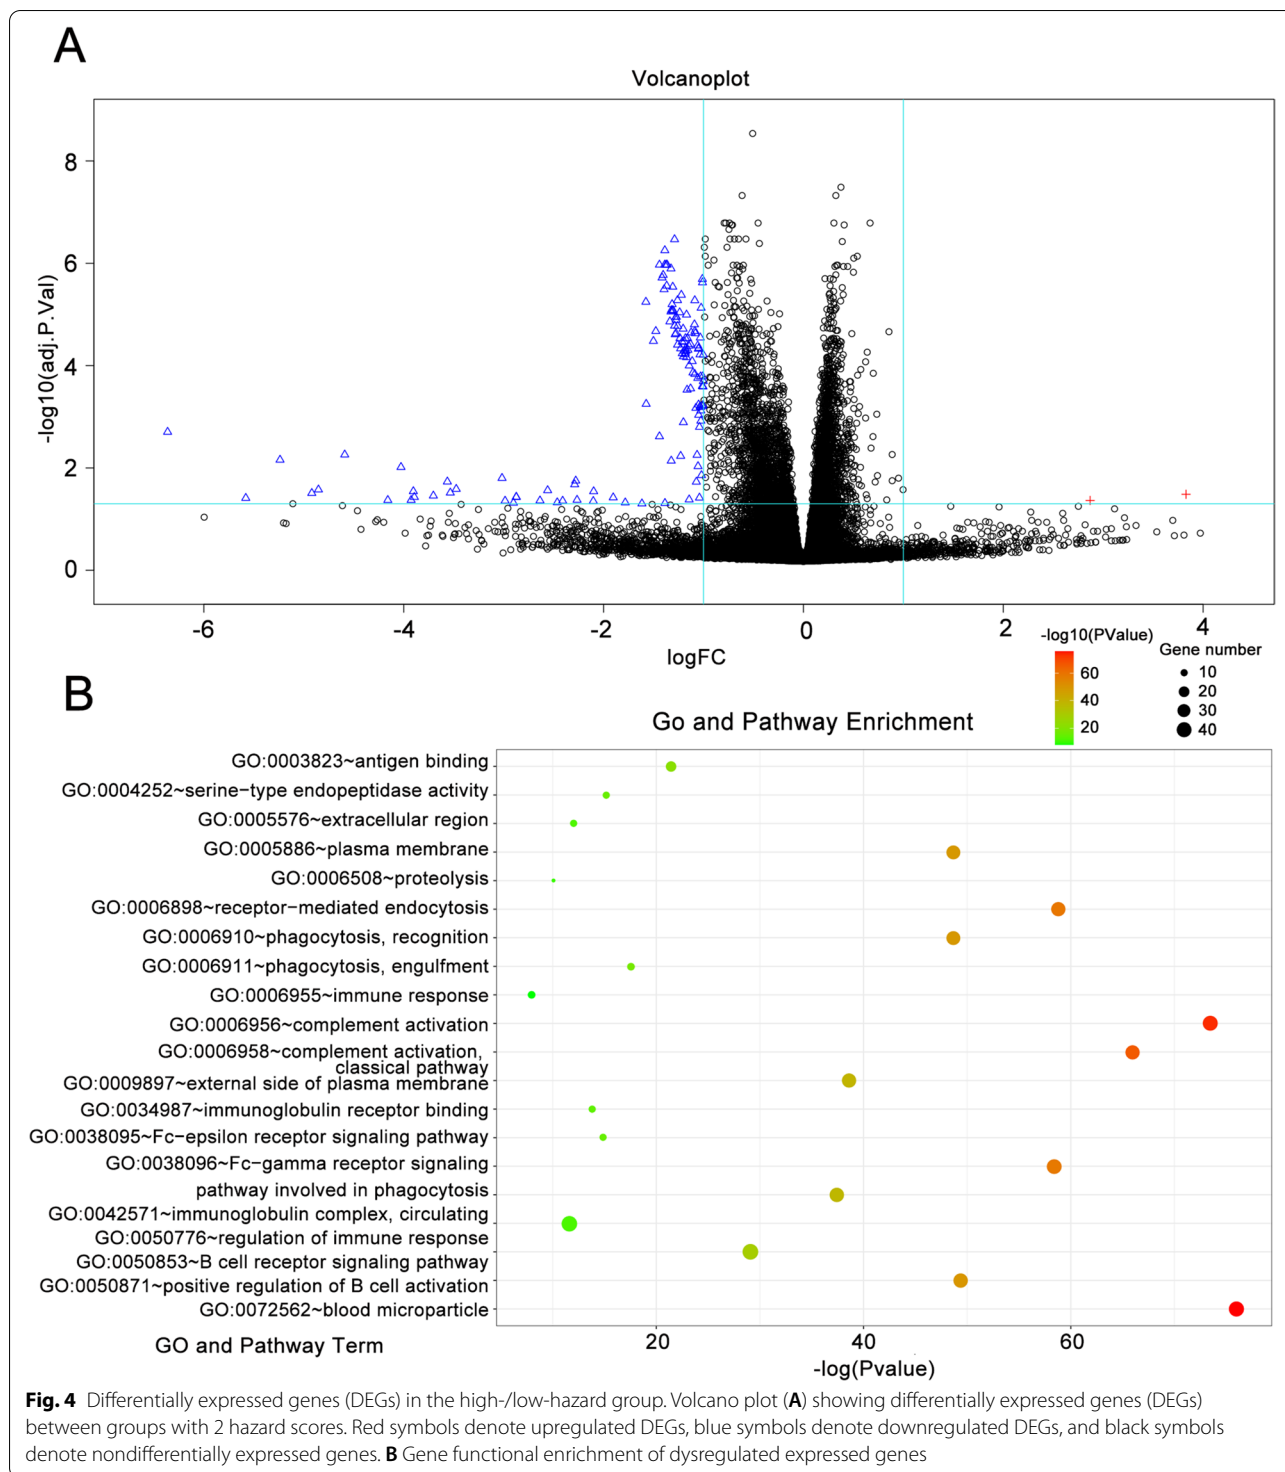 A
Volcanoplot
-log10(adj.P.Val)
8
6
4
2
0
-6
-4
-2
0
2
4
logFC
-log10(PValue)
60
40
20
Gene number
10
20
30
40
B
Go and Pathway Enrichment
GO:0003823~antigen binding
GO:0004252~serine-type endopeptidase activity
GO:0005576~extracellular region
GO:0005886~plasma membrane
GO:0006508~proteolysis
GO:0006898~receptor-mediated endocytosis
GO:0006910~phagocytosis, recognition
GO:0006911~phagocytosis, engulfment
GO:0006955~immune response
GO:0006956~complement activation
GO:0006958~complement activation,
classical pathway
GO:0009897~external side of plasma membrane
GO:0034987~immunoglobulin receptor binding
GO:0038095~Fc-epsilon receptor signaling pathway
GO:0038096~Fc-gamma receptor signaling
pathway involved in phagocytosis
GO:0042571~immunoglobulin complex, circulating
GO:0050776~regulation of immune response
GO:0050853~B cell receptor signaling pathway
GO:0050871~positive regulation of B cell activation
GO:0072562~blood microparticle
GO and Pathway Term
20
40
60
-log(Pvalue)
Fig. 4 Differentially expressed genes (DEGs) in the high-/low-hazard group. Volcano plot (A) showing differentially expressed genes (DEGs)
between groups with 2 hazard scores. Red symbols denote upregulated DEGs, blue symbols denote downregulated DEGs, and black symbols
denote nondifferentially expressed genes. B Gene functional enrichment of dysregulated expressed genes